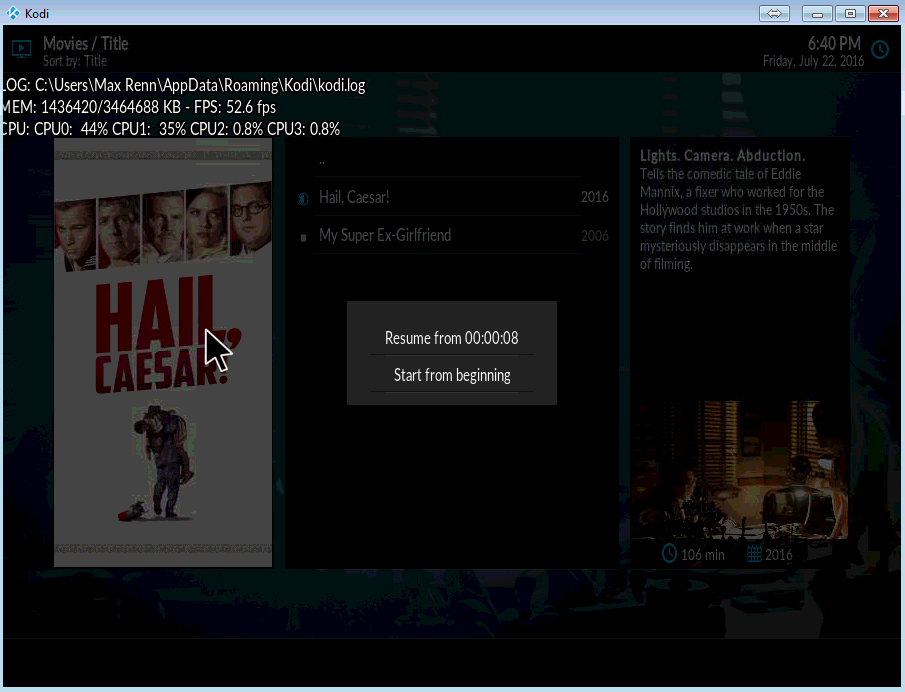 Kodi
Movies / Title
Sort by: Title
6:40 PM
Friday, July 22, 2016
LOG: C:\Users\Max Renn\AppData\Roaming\Kodi\kodi.log
MEM: 1436420/3464688 KB - FPS: 52.6 fps
CPU: CPU0: 44% CPU1: 35% CPU2: 0.8% CPU3: 0.8%
HAIL,
CAESAR!
..
Hail, Caesar! 2016
My Super Ex-Girlfriend 2006
Resume from 00:00:08
Start from beginning
Lights. Camera. Abduction.
Tells the comedic tale of Eddie
Mannix, a fixer who worked for the
Hollywood studios in the 1950s. The
story finds him at work when a star
mysteriously disappears in the middle
of filming.
106 min 2016